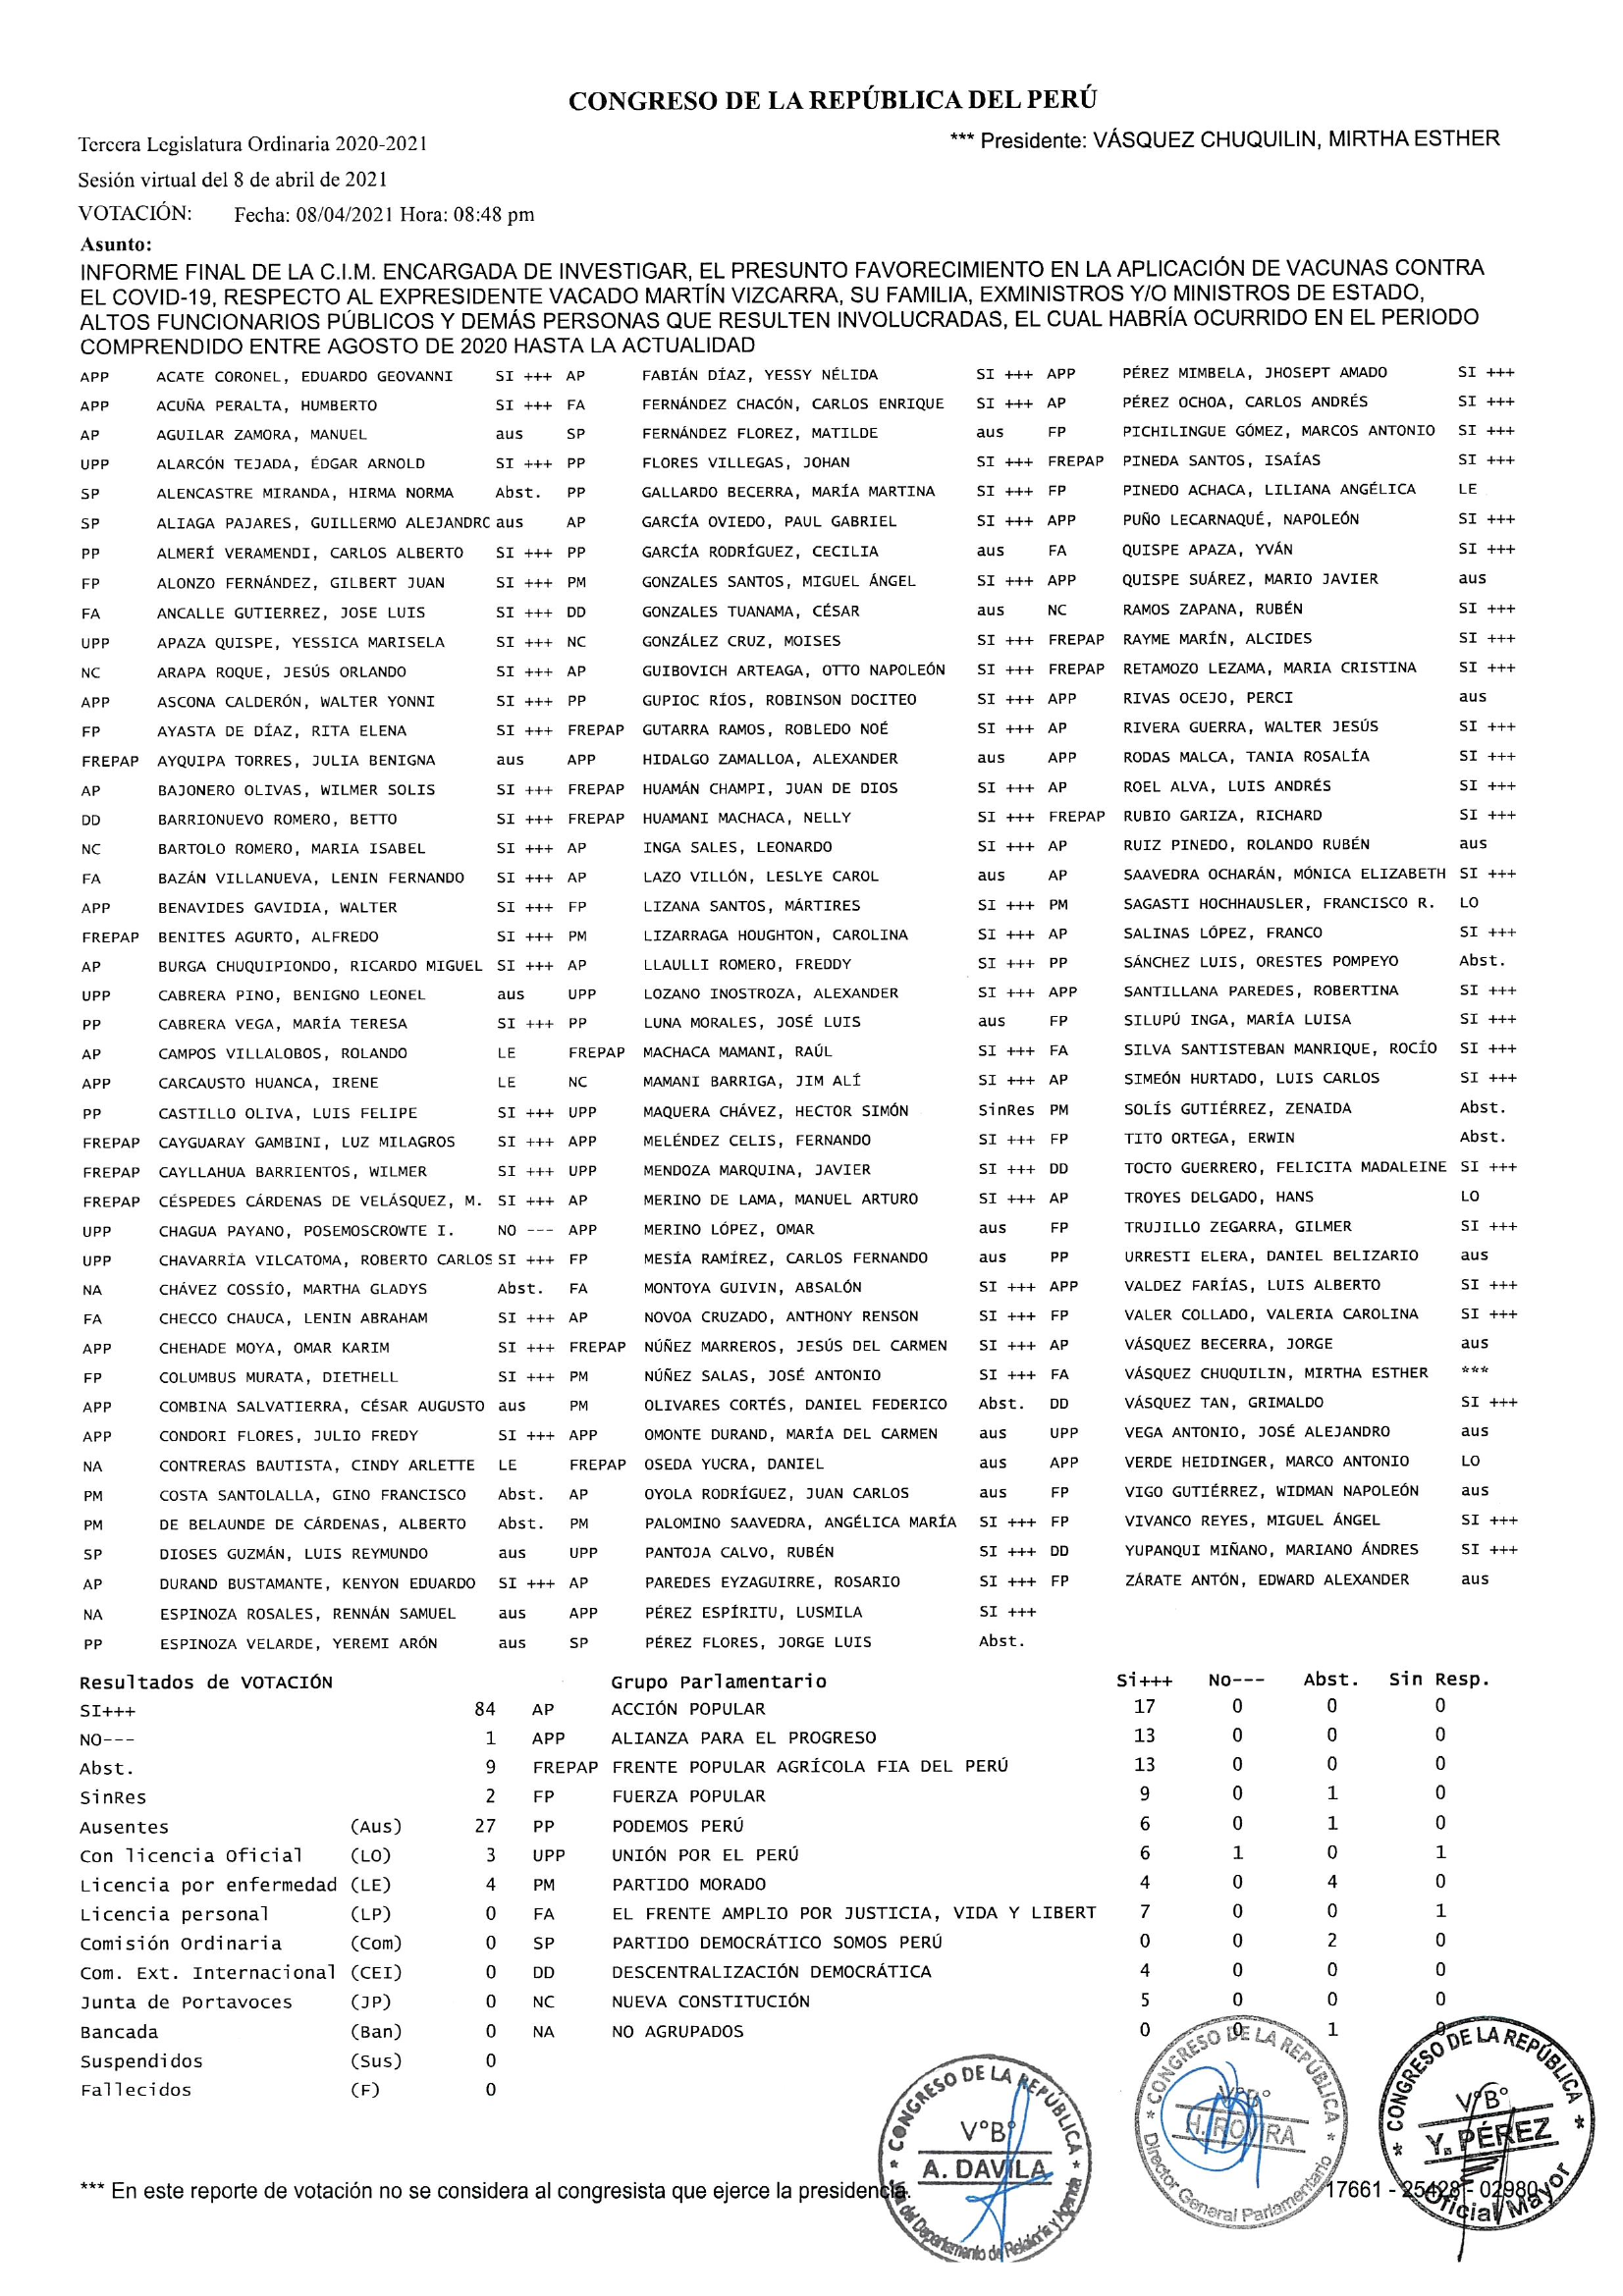 CONGRESO DE LA REPÚBLICA DEL PERÚ
Tercera Legislatura Ordinaria 2020-2021 *** Presidente: VÁSQUEZ CHUQUILIN, MIRTHA ESTHER
Sesión virtual del 8 de abril de 2021
VOTACIÓN: Fecha: 08/04/2021 Hora: 08:48 pm
Asunto:
INFORME FINAL DE LA C.I.M. ENCARGADA DE INVESTIGAR, EL PRESUNTO FAVORECIMIENTO EN LA APLICACIÓN DE VACUNAS CONTRA
EL COVID-19, RESPECTO AL EXPRESIDENTE VACADO MARTÍN VIZCARRA, SU FAMILIA, EXMINISTROS Y/O MINISTROS DE ESTADO,
ALTOS FUNCIONARIOS PÚBLICOS Y DEMÁS PERSONAS QUE RESULTEN INVOLUCRADAS, EL CUAL HABRÍA OCURRIDO EN EL PERIODO
COMPRENDIDO ENTRE AGOSTO DE 2020 HASTA LA ACTUALIDAD
APP ACATE CORONEL, EDUARDO GEOVANNI SI +++ AP FABIÁN DÍAZ, YESSY NÉLIDA SI +++ APP PÉREZ MIMBELA, JHOSEPT AMADO SI +++
APP ACUÑA PERALTA, HUMBERTO SI +++ FA FERNÁNDEZ CHACÓN, CARLOS ENRIQUE SI +++ AP PÉREZ OCHOA, CARLOS ANDRÉS SI +++
AP AGUILAR ZAMORA, MANUEL aus SP FERNÁNDEZ FLOREZ, MATILDE aus FP PICHILINGUE GÓMEZ, MARCOS ANTONIO SI +++
UPP ALARCÓN TEJADA, ÉDGAR ARNOLD SI +++ PP FLORES VILLEGAS, JOHAN SI +++ FREPAP PINEDA SANTOS, ISAÍAS SI +++
SP ALENCASTRE MIRANDA, HIRMA NORMA Abst. PP GALLARDO BECERRA, MARÍA MARTINA SI +++ FP PINEDO ACHACA, LILIANA ANGÉLICA LE
SP ALIAGA PAJARES, GUILLERMO ALEJANDRO aus AP GARCÍA OVIEDO, PAUL GABRIEL SI +++ APP PUÑO LECARNAQUÉ, NAPOLEÓN SI +++
PP ALMERÍ VERAMENDI, CARLOS ALBERTO SI +++ PP GARCÍA RODRÍGUEZ, CECILIA aus FA QUISPE APAZA, YVÁN SI +++
FP ALONZO FERNÁNDEZ, GILBERT JUAN SI +++ PM GONZALES SANTOS, MIGUEL ÁNGEL SI +++ APP QUISPE SUÁREZ, MARIO JAVIER aus
FA ANCALLE GUTIERREZ, JOSE LUIS SI +++ DD GONZALES TUANAMA, CÉSAR aus NC RAMOS ZAPANA, RUBÉN SI +++
UPP APAZA QUISPE, YESSICA MARISELA SI +++ NC GONZÁLEZ CRUZ, MOISES SI +++ FREPAP RAYME MARÍN, ALCIDES SI +++
NC ARAPA ROQUE, JESÚS ORLANDO SI +++ AP GUIBOVICH ARTEAGA, OTTO NAPOLEÓN SI +++ FREPAP RETAMOZO LEZAMA, MARIA CRISTINA SI +++
APP ASCONA CALDERÓN, WALTER YONNI SI +++ PP GUPIOC RÍOS, ROBINSON DOCITEO SI +++ APP RIVAS OCEJO, PERCI aus
FP AYASTA DE DÍAZ, RITA ELENA SI +++ FREPAP GUTARRA RAMOS, ROBLEDO NOÉ SI +++ AP RIVERA GUERRA, WALTER JESÚS SI +++
FREPAP AYQUIPA TORRES, JULIA BENIGNA aus APP HIDALGO ZAMALLOA, ALEXANDER aus APP RODAS MALCA, TANIA ROSALÍA SI +++
AP BAJONERO OLIVAS, WILMER SOLIS SI +++ FREPAP HUAMÁN CHAMPI, JUAN DE DIOS SI +++ AP ROEL ALVA, LUIS ANDRÉS SI +++
DD BARRIONUEVO ROMERO, BETTO SI +++ FREPAP HUAMANI MACHACA, NELLY SI +++ FREPAP RUBIO GARIZA, RICHARD SI +++
NC BARTOLO ROMERO, MARIA ISABEL SI +++ AP INGA SALES, LEONARDO SI +++ AP RUIZ PINEDO, ROLANDO RUBÉN aus
FA BAZÁN VILLANUEVA, LENIN FERNANDO SI +++ AP LAZO VILLÓN, LESLYE CAROL aus AP SAAVEDRA OCHARÁN, MÓNICA ELIZABETH SI +++
APP BENAVIDES GAVIDIA, WALTER SI +++ FP LIZANA SANTOS, MÁRTIRES SI +++ PM SAGASTI HOCHHAUSLER, FRANCISCO R. LO
FREPAP BENITES AGURTO, ALFREDO SI +++ PM LIZARRAGA HOUGHTON, CAROLINA SI +++ AP SALINAS LÓPEZ, FRANCO SI +++
AP BURGA CHUQUIPIONDO, RICARDO MIGUEL SI +++ AP LLAULLI ROMERO, FREDDY SI +++ PP SÁNCHEZ LUIS, ORESTES POMPEYO Abst.
UPP CABRERA PINO, BENIGNO LEONEL aus UPP LOZANO INOSTROZA, ALEXANDER SI +++ APP SANTILLANA PAREDES, ROBERTINA SI +++
PP CABRERA VEGA, MARÍA TERESA SI +++ PP LUNA MORALES, JOSÉ LUIS aus FP SILUPÚ INGA, MARÍA LUISA SI +++
AP CAMPOS VILLALOBOS, ROLANDO LE FREPAP MACHACA MAMANI, RAÚL SI +++ FA SILVA SANTISTEBAN MANRIQUE, ROCÍO SI +++
APP CARCAUSTO HUANCA, IRENE LE NC MAMANI BARRIGA, JIM ALÍ SI +++ AP SIMEÓN HURTADO, LUIS CARLOS SI +++
PP CASTILLO OLIVA, LUIS FELIPE SI +++ UPP MAQUERA CHÁVEZ, HECTOR SIMÓN SinRes PM SOLÍS GUTIÉRREZ, ZENAIDA Abst.
FREPAP CAYGUARAY GAMBINI, LUZ MILAGROS SI +++ APP MELÉNDEZ CELIS, FERNANDO SI +++ FP TITO ORTEGA, ERWIN Abst.
FREPAP CAYLLAHUA BARRIENTOS, WILMER SI +++ UPP MENDOZA MARQUINA, JAVIER SI +++ DD TOCTO GUERRERO, FELICITA MADALEINE SI +++
FREPAP CÉSPEDES CÁRDENAS DE VELÁSQUEZ, M. SI +++ AP MERINO DE LAMA, MANUEL ARTURO SI +++ AP TROYES DELGADO, HANS LO
UPP CHAGUA PAYANO, POSEMOSCROWTE I. NO --- APP MERINO LÓPEZ, OMAR aus FP TRUJILLO ZEGARRA, GILMER SI +++
UPP CHAVARRÍA VILCATOMA, ROBERTO CARLOS SI +++ FP MESÍA RAMÍREZ, CARLOS FERNANDO aus PP URRESTI ELERA, DANIEL BELIZARIO aus
NA CHÁVEZ COSSÍO, MARTHA GLADYS Abst. FA MONTOYA GUIVIN, ABSALÓN SI +++ APP VALDEZ FARÍAS, LUIS ALBERTO SI +++
FA CHECCO CHAUCA, LENIN ABRAHAM SI +++ AP NOVOA CRUZADO, ANTHONY RENSON SI +++ FP VALER COLLADO, VALERIA CAROLINA SI +++
APP CHEHADE MOYA, OMAR KARIM SI +++ FREPAP NÚÑEZ MARREROS, JESÚS DEL CARMEN SI +++ AP VÁSQUEZ BECERRA, JORGE aus
FP COLUMBUS MURATA, DIETHELL SI +++ PM NÚÑEZ SALAS, JOSÉ ANTONIO SI +++ FA VÁSQUEZ CHUQUILIN, MIRTHA ESTHER ***
APP COMBINA SALVATIERRA, CÉSAR AUGUSTO aus PM OLIVARES CORTÉS, DANIEL FEDERICO Abst. DD VÁSQUEZ TAN, GRIMALDO SI +++
APP CONDORI FLORES, JULIO FREDY SI +++ APP OMONTE DURAND, MARÍA DEL CARMEN aus UPP VEGA ANTONIO, JOSÉ ALEJANDRO aus
NA CONTRERAS BAUTISTA, CINDY ARLETTE LE FREPAP OSEDA YUCRA, DANIEL aus APP VERDE HEIDINGER, MARCO ANTONIO LO
PM COSTA SANTOLALLA, GINO FRANCISCO Abst. AP OYOLA RODRÍGUEZ, JUAN CARLOS aus FP VIGO GUTIÉRREZ, WIDMAN NAPOLEÓN aus
PM DE BELAUNDE DE CÁRDENAS, ALBERTO Abst. PM PALOMINO SAAVEDRA, ANGÉLICA MARÍA SI +++ FP VIVANCO REYES, MIGUEL ÁNGEL SI +++
SP DIOSES GUZMÁN, LUIS REYMUNDO aus UPP PANTOJA CALVO, RUBÉN SI +++ DD YUPANQUI MIÑANO, MARIANO ÁNDRES SI +++
AP DURAND BUSTAMANTE, KENYON EDUARDO SI +++ AP PAREDES EYZAGUIRRE, ROSARIO SI +++ FP ZÁRATE ANTÓN, EDWARD ALEXANDER aus
NA ESPINOZA ROSALES, RENNÁN SAMUEL aus APP PÉREZ ESPÍRITU, LUSMILA SI +++
PP ESPINOZA VELARDE, YEREMI ARÓN aus SP PÉREZ FLORES, JORGE LUIS Abst.
Resultados de VOTACIÓN Grupo Parlamentario Si+++ No--- Abst. Sin Resp.
SI+++ 84 AP ACCIÓN POPULAR 17 0 0 0
NO--- 1 APP ALIANZA PARA EL PROGRESO 13 0 0 0
Abst. 9 FREPAP FRENTE POPULAR AGRÍCOLA FIA DEL PERÚ 13 0 0 0
SinRes 2 FP FUERZA POPULAR 9 0 1 0
Ausentes (Aus) 27 PP PODEMOS PERÚ 6 0 1 0
Con licencia Oficial (LO) 3 UPP UNIÓN POR EL PERÚ 6 1 0 1
Licencia por enfermedad (LE) 4 PM PARTIDO MORADO 4 0 4 0
Licencia personal (LP) 0 FA EL FRENTE AMPLIO POR JUSTICIA, VIDA Y LIBERT 7 0 0 1
Comisión Ordinaria (Com) 0 SP PARTIDO DEMOCRÁTICO SOMOS PERÚ 0 0 2 0
Com. Ext. Internacional (CEI) 0 DD DESCENTRALIZACIÓN DEMOCRÁTICA 4 0 0 0
Junta de Portavoces (JP) 0 NC NUEVA CONSTITUCIÓN 5 0 0 0
Bancada (Ban) 0 NA NO AGRUPADOS 0 0 1 0
Suspendidos (Sus) 0
Fallecidos (F) 0
CONGRESO DE LA REPÚBLICA
V°B°
A. DAVILA
del Departamento de Relatoría y Agenda
CONGRESO DE LA REPÚBLICA
V°B°
H. ROVIRA
Director General Parlamentario
CONGRESO DE LA REPÚBLICA
V°B°
Y. PÉREZ
Oficial Mayor
*** En este reporte de votación no se considera al congresista que ejerce la presidencia. 17661 - 25428 - 02980